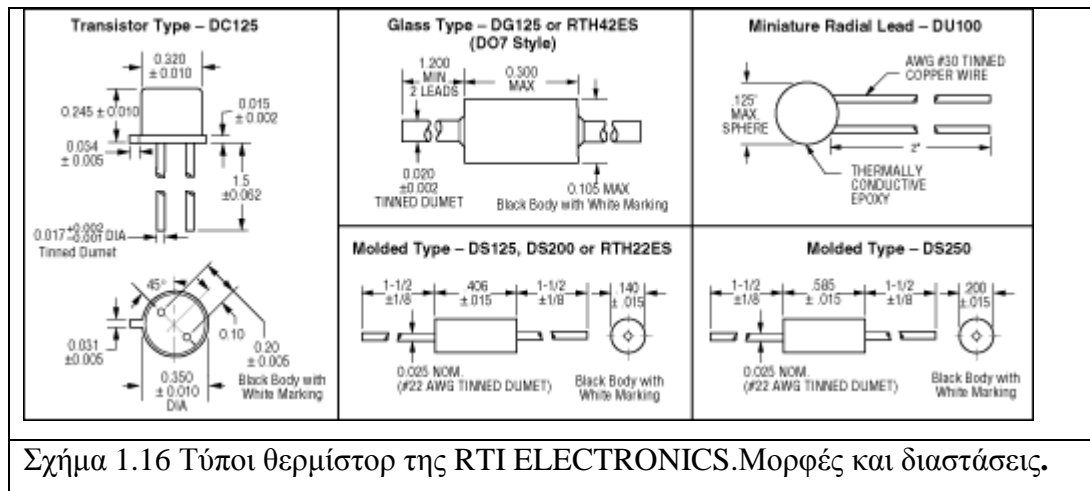 Transistor Type – DC125
0.320
± 0.010
0.245 ± 0.010
0.015
± 0.002
0.054
± 0.005
1.5
±0.062
0.017 +0.002 -0.001 DIA
Tinned Dumet
45°
0.10
0.031
±0.005
0.20
± 0.005
0.350
± 0.010
DIA
Black Body with
White Marking
Glass Type – DG125 or RTH42ES
(DO7 Style)
1.200
MIN
2 LEADS
0.300
MAX
0.020
±0.002
TINNED DUMET
0.105 MAX
Black Body with White Marking
Miniature Radial Lead – DU100
AWG #30 TINNED
COPPER WIRE
.125"
MAX.
SPHERE
2"
THERMALLY
CONDUCTIVE
EPOXY
Molded Type – DS125, DS200 or RTH22ES
1-1/2
±1/8
.406
±.015
1-1/2
±1/8
.140
± .015
0.025 NOM.
(#22 AWG TINNED DUMET)
Black Body with
White Marking
Molded Type – DS250
1-1/2
±1/8
.585
± .015
1-1/2
±1/8
.200
±.015
0.025 NOM.
(#22 AWG TINNED DUMET)
Black Body with
White Marking
Σχήμα 1.16 Τύποι θερμίστορ της RTI ELECTRONICS.Μορφές και διαστάσεις.